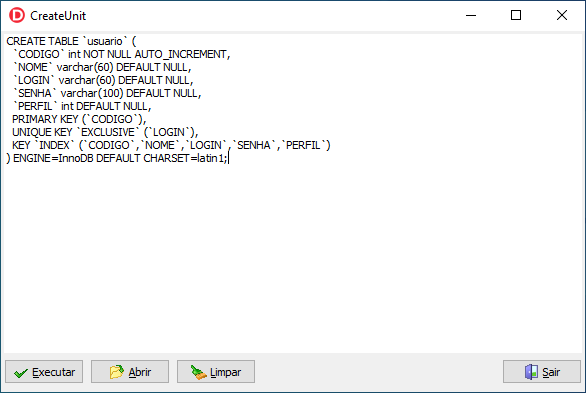 D CreateUnit
CREATE TABLE `usuario` (
  `CODIGO` int NOT NULL AUTO_INCREMENT,
  `NOME` varchar(60) DEFAULT NULL,
  `LOGIN` varchar(60) DEFAULT NULL,
  `SENHA` varchar(100) DEFAULT NULL,
  `PERFIL` int DEFAULT NULL,
  PRIMARY KEY (`CODIGO`),
  UNIQUE KEY `EXCLUSIVE` (`LOGIN`),
  KEY `INDEX` (`CODIGO`,`NOME`,`LOGIN`,`SENHA`,`PERFIL`)
) ENGINE=InnoDB DEFAULT CHARSET=latin1;
Executar Abrir Limpar Sair